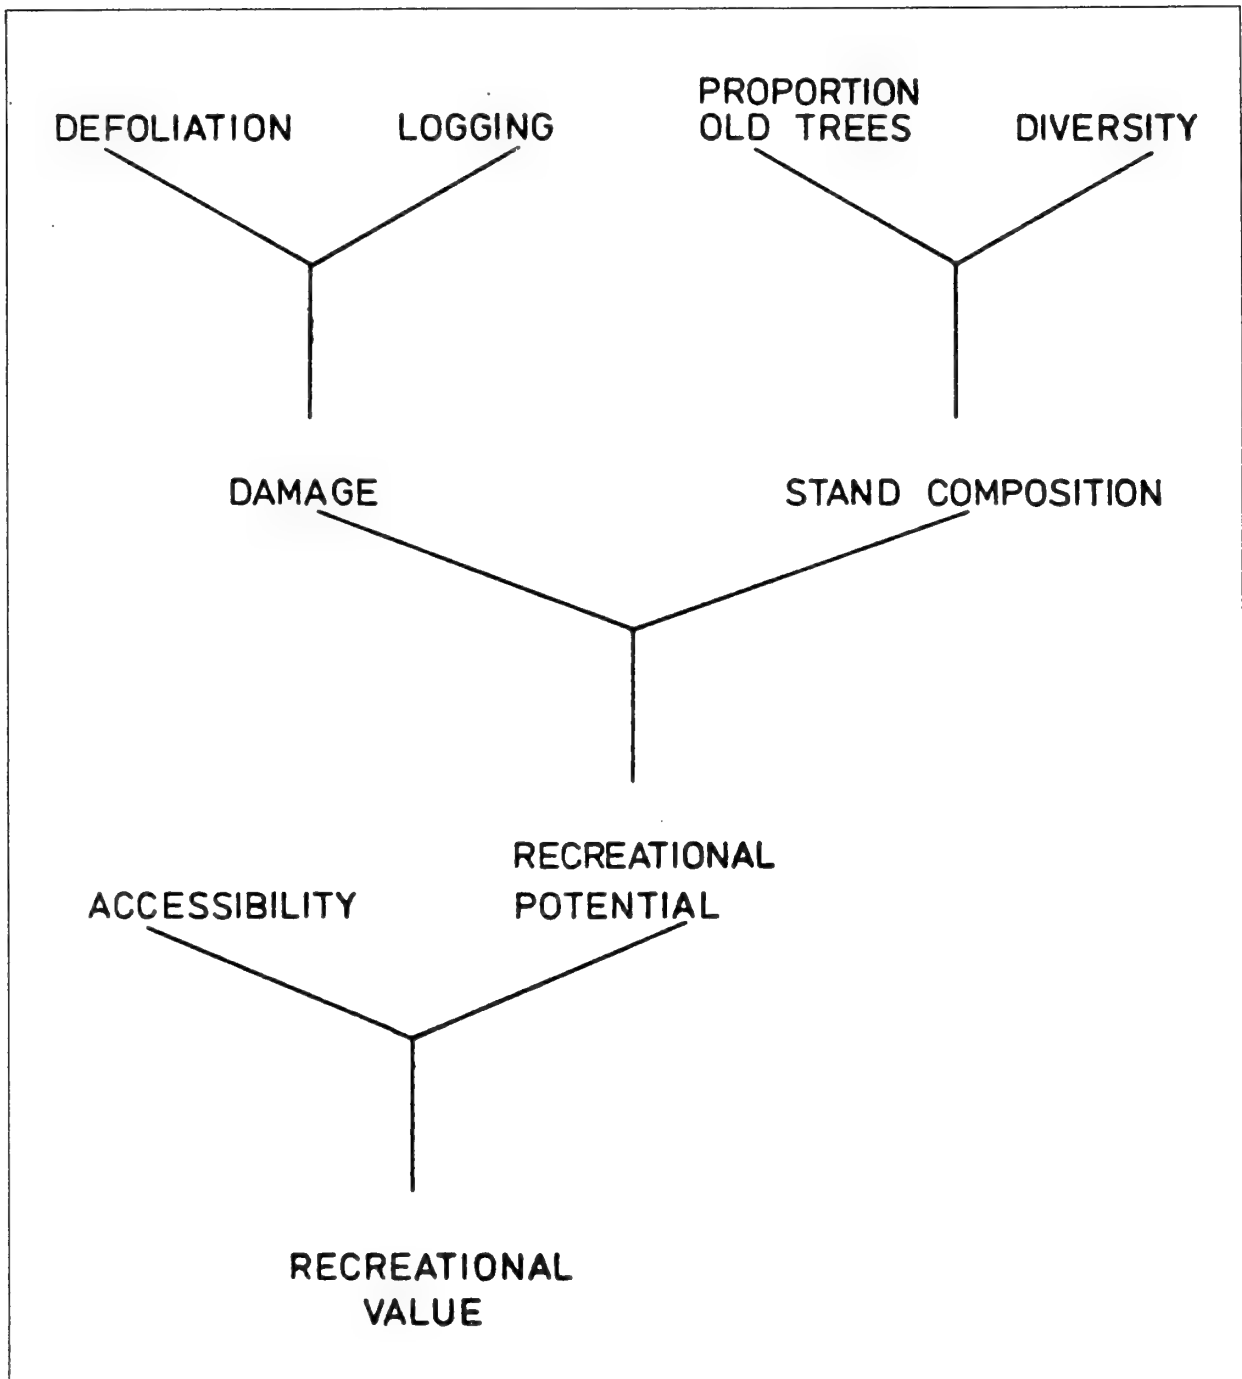 DEFOLIATION LOGGING
PROPORTION
OLD TREES
DIVERSITY
DAMAGE
STAND COMPOSITION
ACCESSIBILITY
RECREATIONAL
POTENTIAL
RECREATIONAL
VALUE